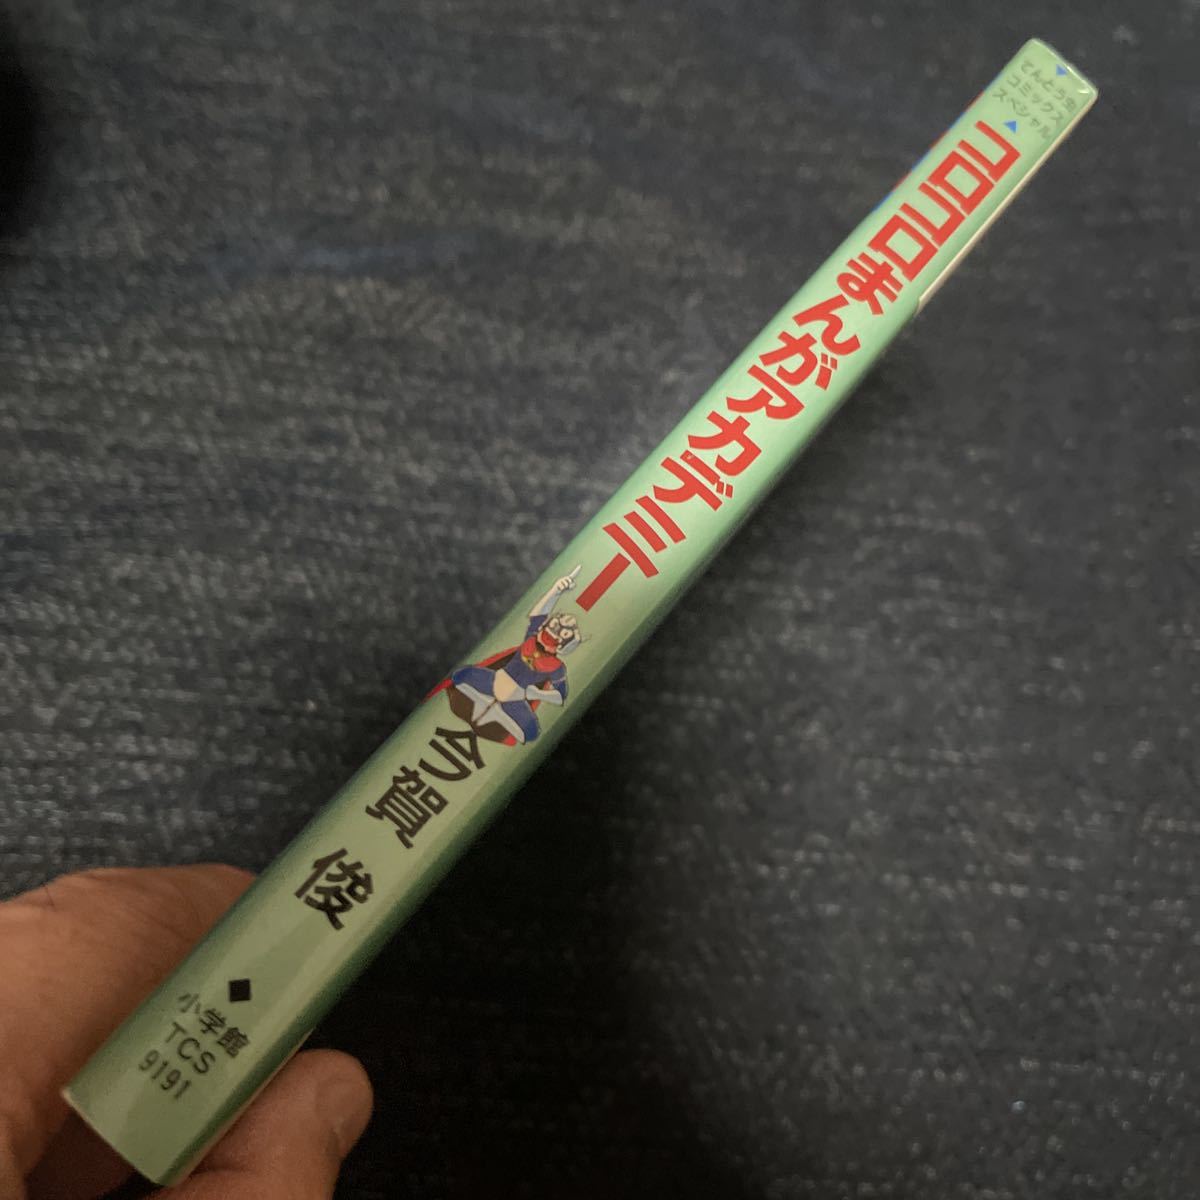 てんとう虫
コミックス
スペシャル
コロコロまんがアカデミー
今賀 俊
小学館
TCS
9191